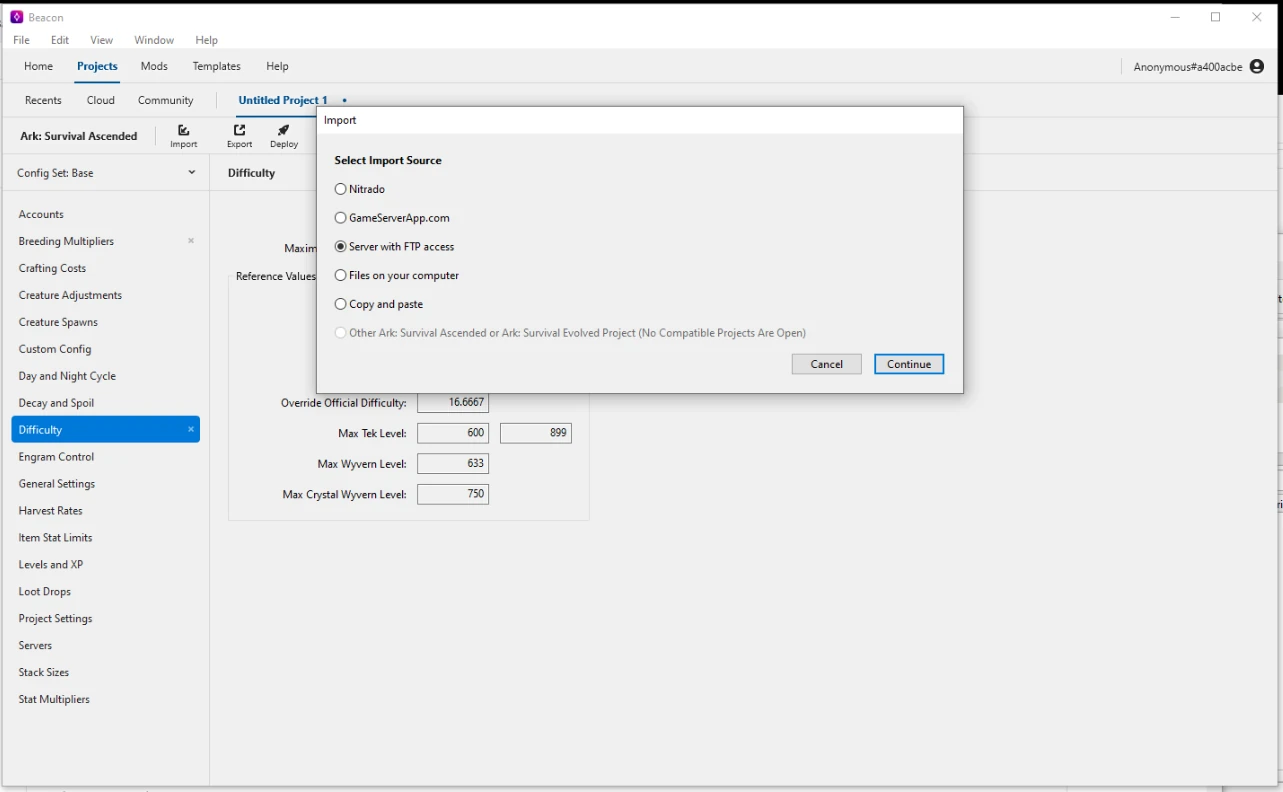 Beacon
File Edit View Window Help
Home Projects Mods Templates Help Anonymous#a400acbe
Recents Cloud Community Untitled Project 1 •
Ark: Survival Ascended Import Export Deploy
Config Set: Base
Difficulty
Accounts
Breeding Multipliers
Crafting Costs
Creature Adjustments
Creature Spawns
Custom Config
Day and Night Cycle
Decay and Spoil
Difficulty
Engram Control
General Settings
Harvest Rates
Item Stat Limits
Levels and XP
Loot Drops
Project Settings
Servers
Stack Sizes
Stat Multipliers
Import
Select Import Source
Nitrado
GameServerApp.com
Server with FTP access
Files on your computer
Copy and paste
Other Ark: Survival Ascended or Ark: Survival Evolved Project (No Compatible Projects Are Open)
Cancel Continue
Maxim
Reference Values
Override Official Difficulty: 16.6667
Max Tek Level: 600 899
Max Wyvern Level: 633
Max Crystal Wyvern Level: 750